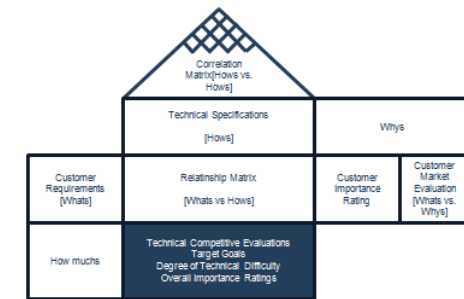 Correlation
Matrix[Hows vs.
Hows]
Technical Specifications
[Hows]
Whys
Customer
Requirements
[Whats]
Relatinship Matrix
[Whats vs Hows]
Customer
Importance
Rating
Customer
Market
Evaluation
[Whats vs.
Whys]
How muchs
Technical Competitive Evaluations
Target Goals
Degree of Technical Difficulty
Overall Importance Ratings